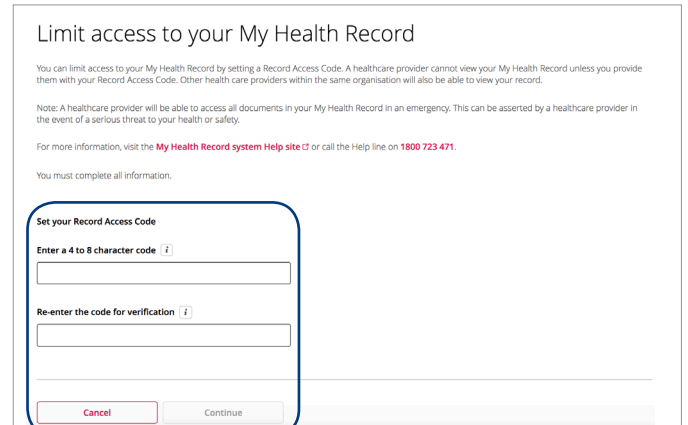 Limit access to your My Health Record
You can limit access to your My Health Record by setting a Record Access Code. A healthcare provider cannot view your My Health Record unless you provide
them with your Record Access Code. Other health care providers within the same organisation will also be able to view your record.
Note: A healthcare provider will be able to access all documents in your My Health Record in an emergency. This can be asserted by a healthcare provider in
the event of a serious threat to your health or safety.
For more information, visit the My Health Record system Help site or call the Help line on 1800 723 471.
You must complete all information.
Set your Record Access Code
Enter a 4 to 8 character code i
Re-enter the code for verification i
Cancel Continue